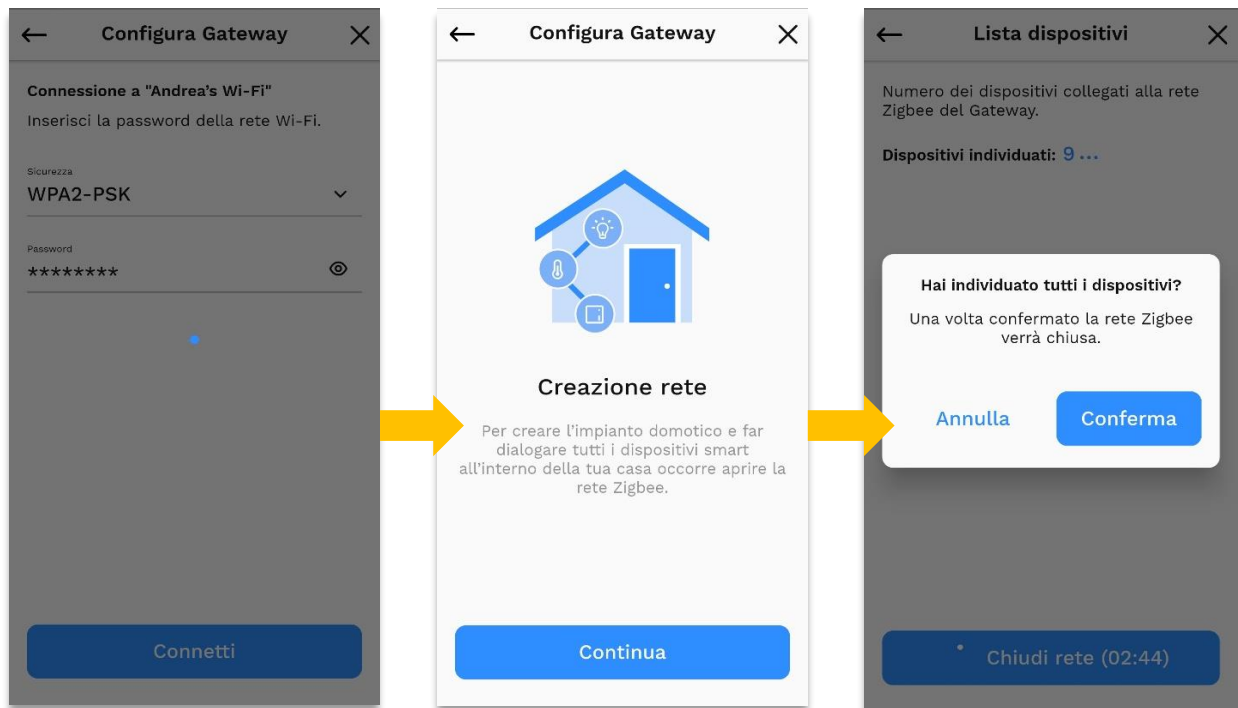 Configura Gateway
Connessione a "Andrea’s Wi-Fi"
Inserisci la password della rete Wi-Fi.
Sicurezza
WPA2-PSK
Password
********
Connetti
Configura Gateway
Creazione rete
Per creare l’impianto domotico e far
dialogare tutti i dispositivi smart
all’interno della tua casa occorre aprire la
rete Zigbee.
Continua
Lista dispositivi
Numero dei dispositivi collegati alla rete
Zigbee del Gateway.
Dispositivi individuati: 9 ...
Hai individuato tutti i dispositivi?
Una volta confermato la rete Zigbee
verrà chiusa.
Annulla Conferma
Chiudi rete (02:44)